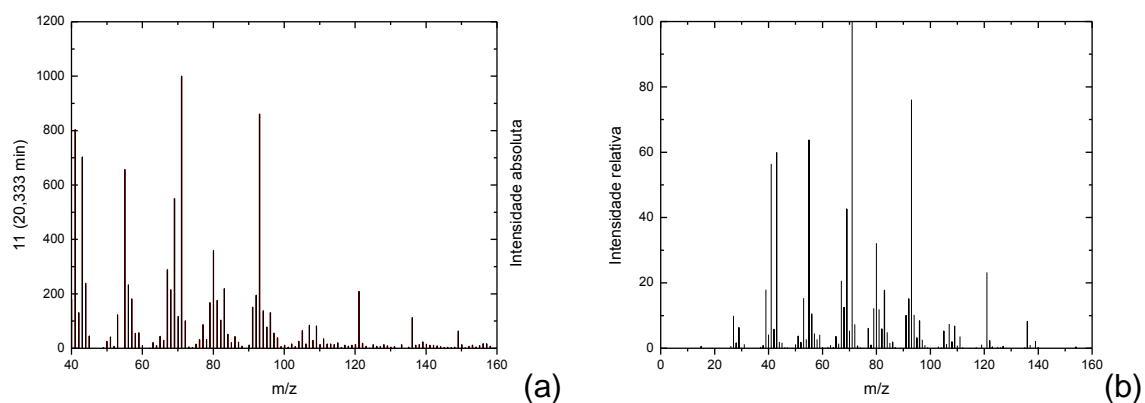 11 (20,333 min)
1200
1000
800
600
400
200
0
40 60 80 100 120 140 160
m/z
Intensidade absoluta
(a)
Intensidade relativa
100
80
60
40
20
0
0 20 40 60 80 100 120 140 160
m/z
(b)